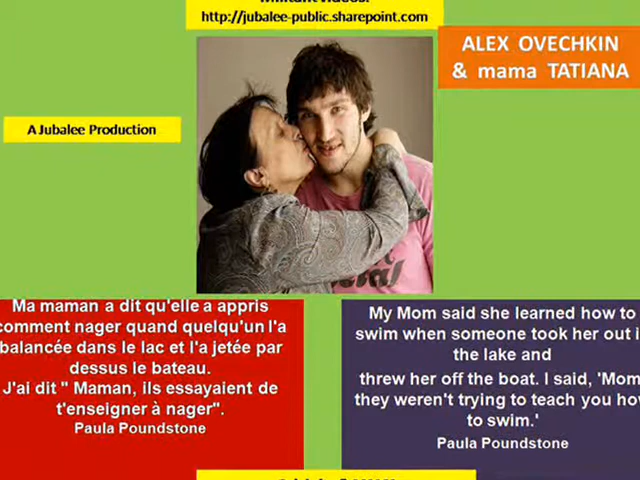 Militant videos:
http://jubalee-public.sharepoint.com
ALEX OVECHKIN
& mama TATIANA
A Jubalee Production
Ma maman a dit qu'elle a appris
comment nager quand quelqu'un l'a
balancée dans le lac et l'a jetée par
dessus le bateau.
J'ai dit " Maman, ils essayaient de
t'enseigner à nager".
Paula Poundstone
My Mom said she learned how to
swim when someone took her out i
the lake and
threw her off the boat. I said, 'Mom
they weren't trying to teach you ho
to swim.'
Paula Poundstone